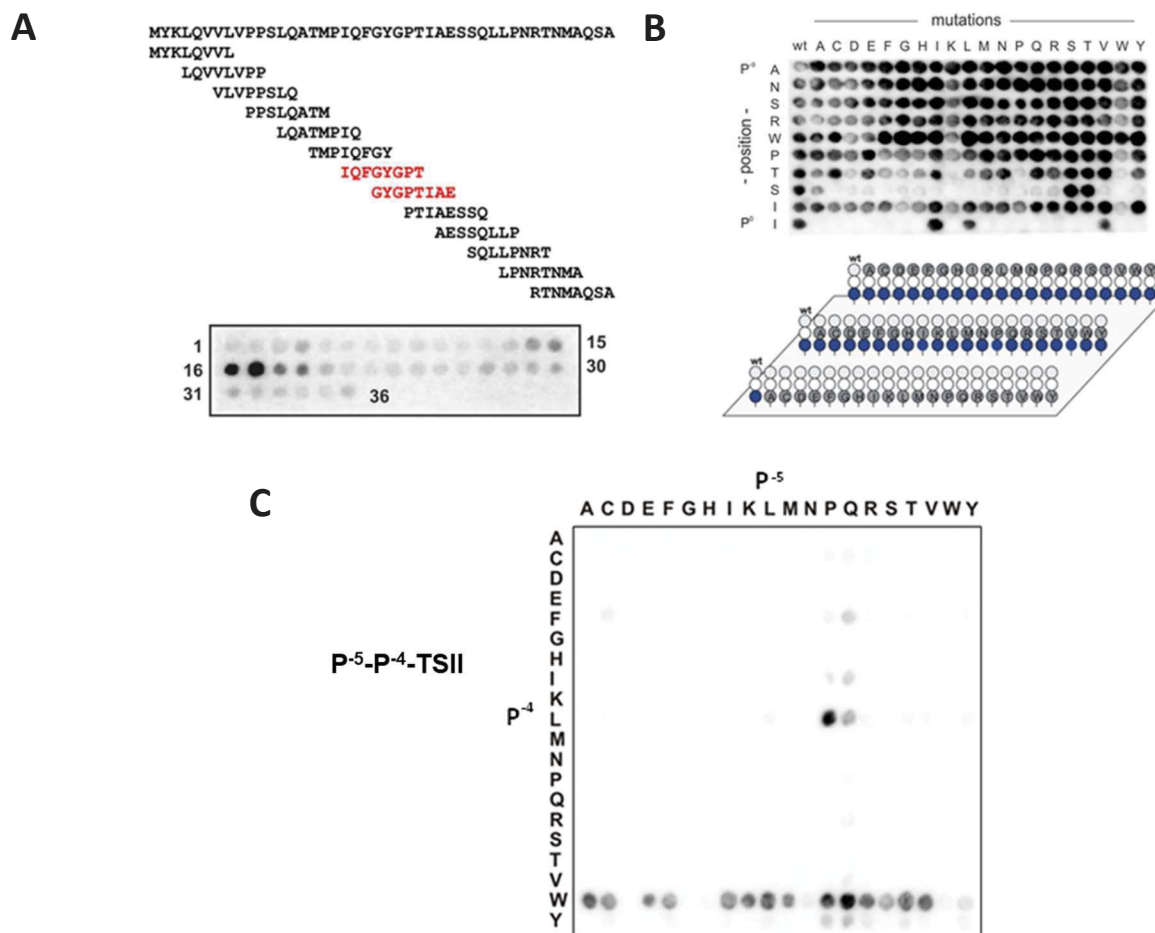 A
MYKLQVVLVPPSLQATMPIQFGYGPTIAESSQLLPNRTNMAQSA
MYKLQVVL
LQVVLVPP
VLVPPSLQ
PPSLQATM
LQATMPIQ
TMPIQFGY
IQFGYGPT
GYGPTIAE
PTIAESSQ
AESSQLLP
SQLLPNRT
LPNRTNMA
RTNMAQSA
1 15
16 30
31 36
B
mutations
wt A C D E F G H I K L M N P Q R S T V W Y
- position -
P⁻⁹ A
N
S
R
W
P
T
S
I
P⁰ I
wt
A C D E F G H I K L M N P Q R S T V W Y
wt
A C D E F G H I K L M N P Q R S T V W Y
wt
A C D E F G H I K L M N P Q R S T V W Y
C
P⁻⁵
A C D E F G H I K L M N P Q R S T V W Y
P⁻⁵-P⁻⁴-TSII
P⁻⁴
A
C
D
E
F
G
H
I
K
L
M
N
P
Q
R
S
T
V
W
Y